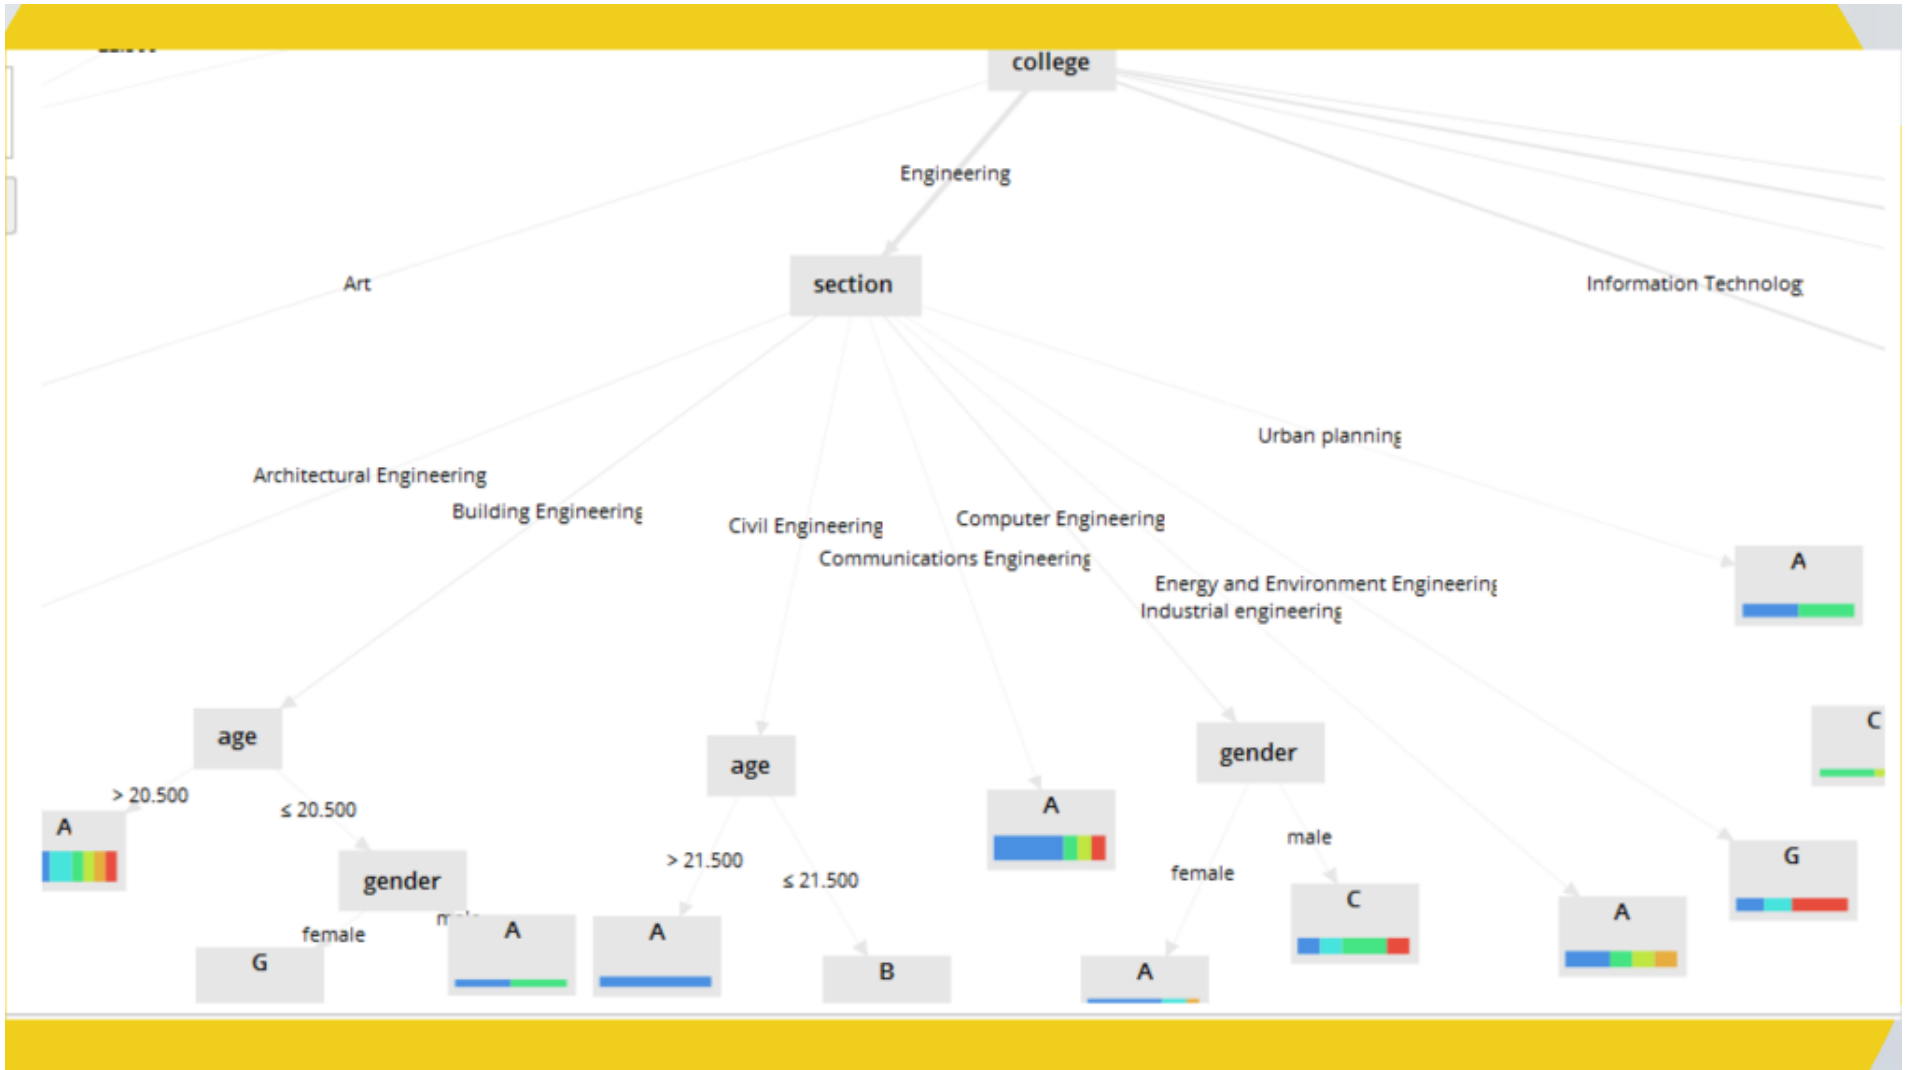 college
Engineering
Art
section
Information Technolog
Urban planning
Architectural Engineering
Building Engineering
Civil Engineering
Computer Engineering
Communications Engineering
A
Energy and Environment Engineering
Industrial engineering
C
age
age
gender
> 20.500
≤ 20.500
A
A
male
G
> 21.500
≤ 21.500
female
gender
C
A
female
A
A
G
B
A